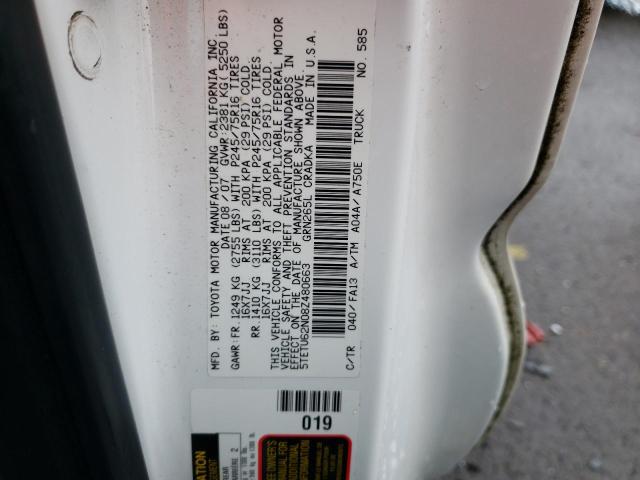 MFD. BY: TOYOTA MOTOR MANUFACTURING CALIFORNIA INC.
DATE 08 / 07 GVWR: 2381 KG( 5250 LBS)
GAWR:FR. 1249 KG (2755 LBS) WITH P245/75R16 TIRES
16X7JJ RIMS AT 200 KPA (29 PSI) COLD
RR. 1410 KG (3110 LBS) WITH P245/75R16 TIRES
16X7JJ RIMS AT 200 KPA (29 PSI) COLD
THIS VEHICLE CONFORMS TO ALL APPLICABLE FEDERAL MOTOR
VEHICLE SAFETY AND THEFT PREVENTION STANDARDS IN
EFFECT ON THE DATE OF MANUFACTURE SHOWN ABOVE.
5TETU62N08Z480663 GRN265L CRADKA MADE IN U.S.A.
C/TR 040/FA13 A/TM A04A/A750E TRUCK NO. 585
019